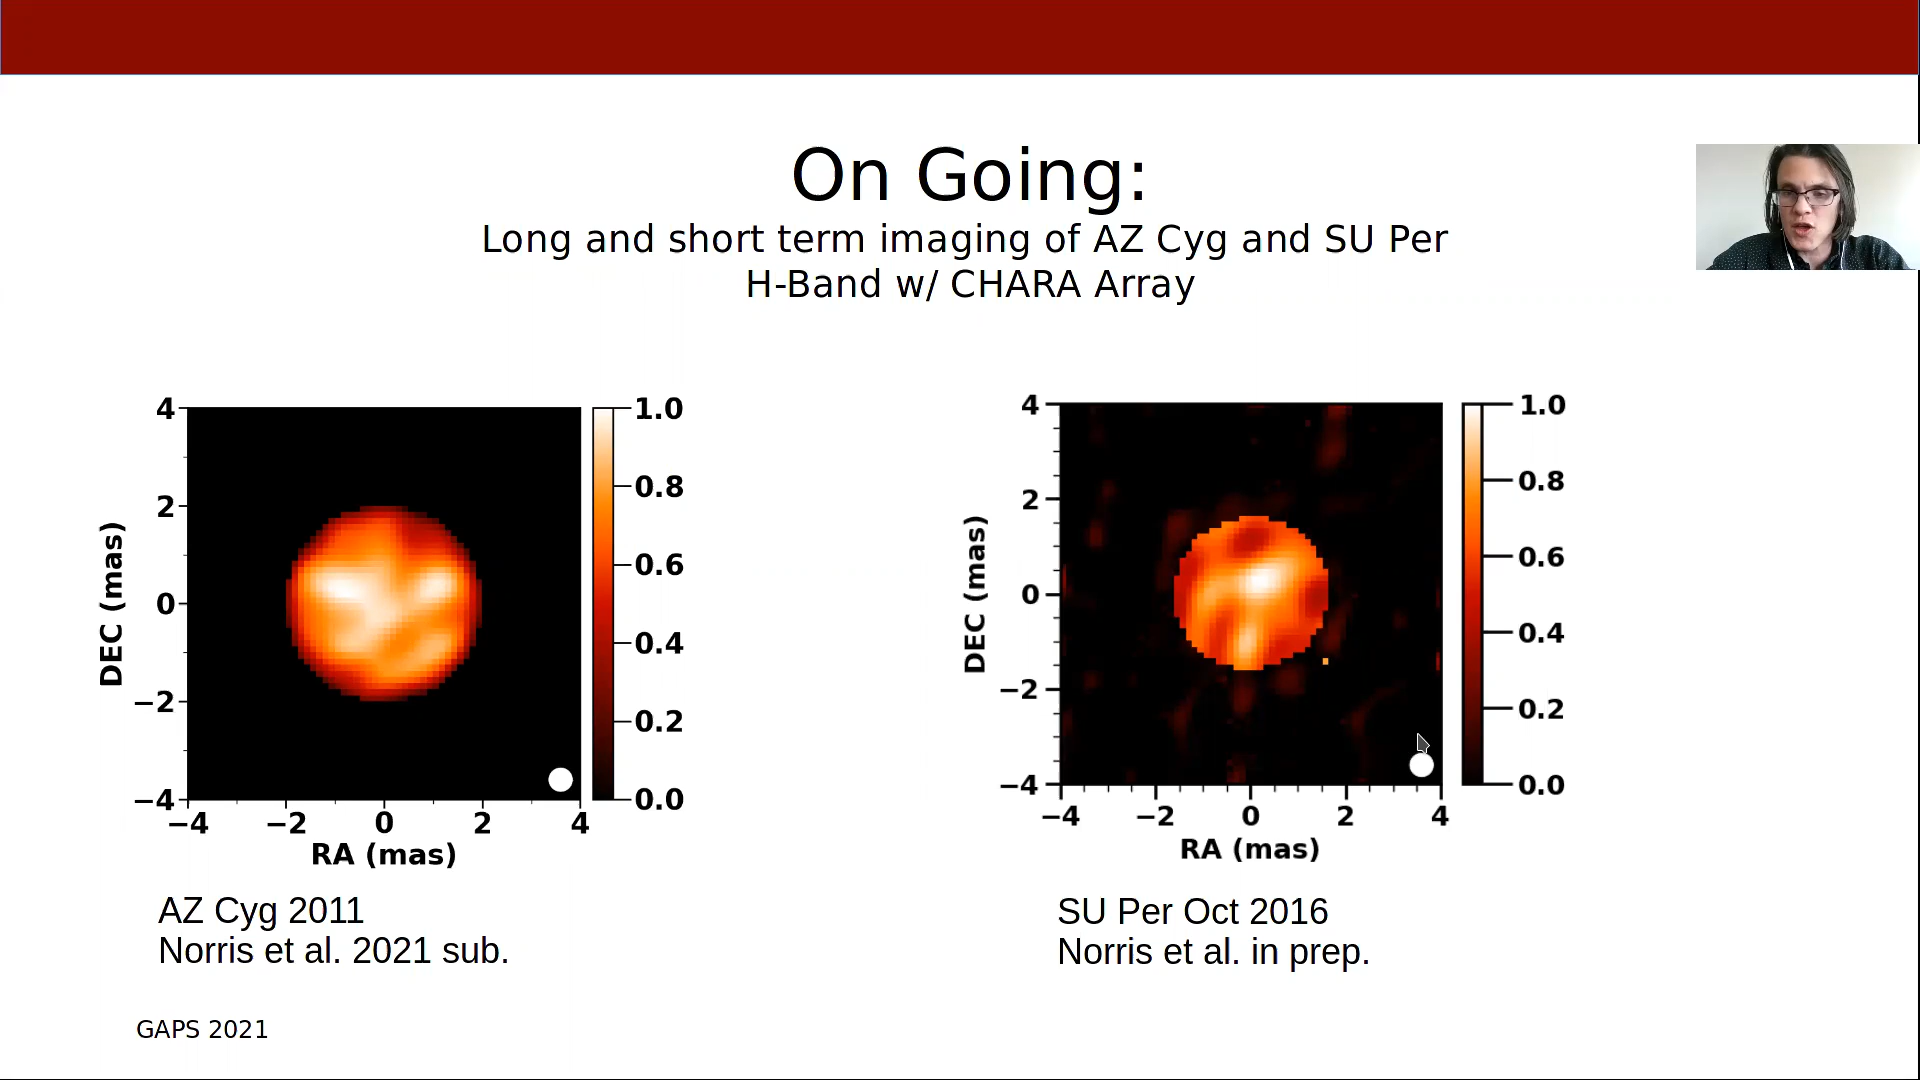 On Going:
Long and short term imaging of AZ Cyg and SU Per
H-Band w/ CHARA Array
4
2
0
−2
−4
DEC (mas)
−4 −2 0 2 4
RA (mas)
1.0
0.8
0.6
0.4
0.2
0.0
4
2
0
−2
−4
DEC (mas)
−4 −2 0 2 4
RA (mas)
1.0
0.8
0.6
0.4
0.2
0.0
AZ Cyg 2011
Norris et al. 2021 sub.
SU Per Oct 2016
Norris et al. in prep.
GAPS 2021